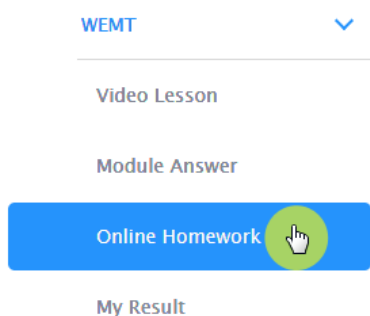 WEMT
Video Lesson
Module Answer
Online Homework
My Result